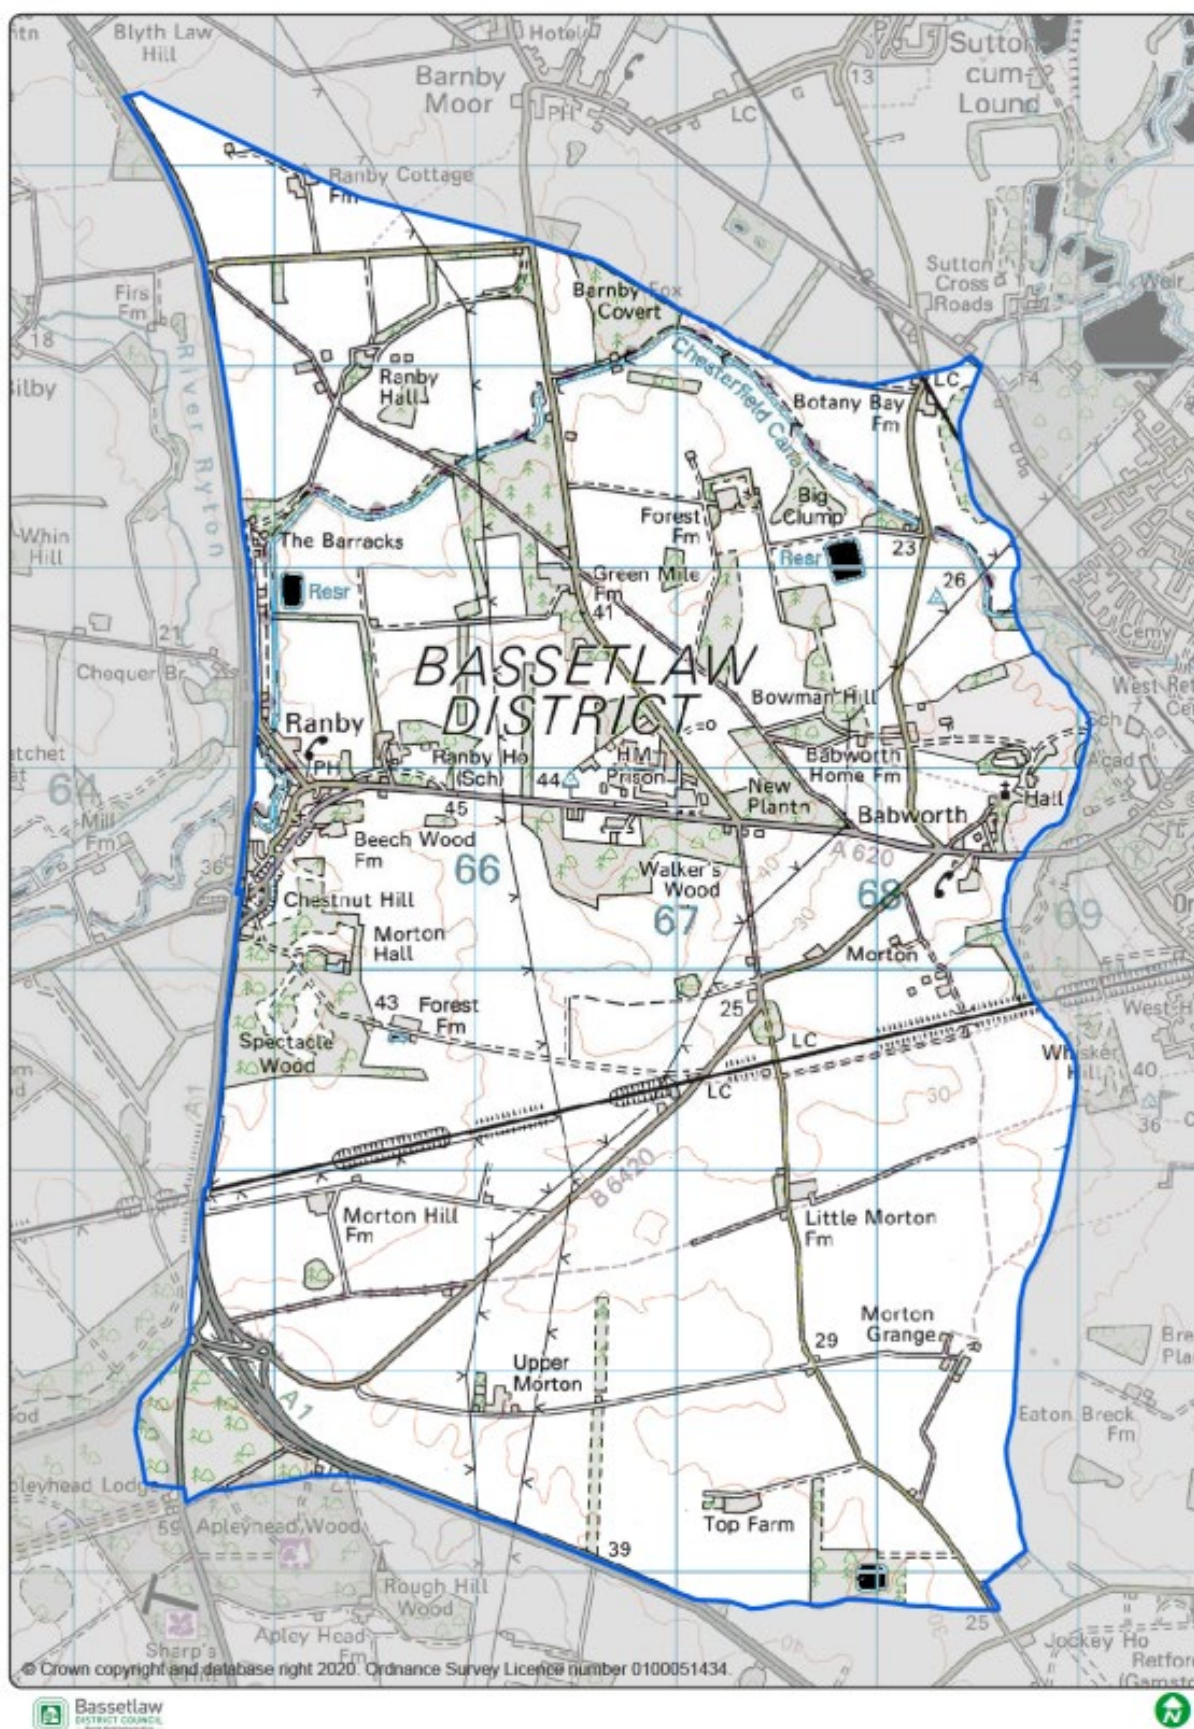 Blyth Law
Hill
Hotel
Sutton-
cum-
Lound
Barnby
Moor
PH
LC
13
Ranby Cottage
Fm
Sutton
Cross
Roads
Weir
Firs
Fm
18
Barnby Fox
Covert
River Ryton
Ranby
Hall
Chesterfield Canal
LC
Botany Bay
Fm
Whin
Hill
The Barracks
Resr
Forest
Fm
Big
Clump
Resr
23
26
Green Mile
Fm
41
21
Chequer Br
Cemy
BASSETLAW
DISTRICT
Bowman Hill
Ranby
PH
Ranby Ho
(Sch)
44
HM
Prison
Babworth
Home Fm
Sch
Acad
64
Mill
Fm
45
New
Plantn
Hall
Babworth
Beech Wood
Fm
66
A 620
36
Walker's
Wood
67
40
30
68
69
Chestnut Hill
Morton
Hall
Morton
43
Forest
Fm
25
LC
Spectacle
Wood
LC
Whisker
Hill
40
36
30
A1
B 6420
Morton Hill
Fm
Little Morton
Fm
Morton
Grange
29
Upper
Morton
A 1
Eaton Breck
Fm
59
Apleyhead Wood
Top Farm
39
Rough Hill
Wood
25
Sharp's
Apley Head
Fm
40
30
Jockey Ho
© Crown copyright and database right 2020. Ordnance Survey Licence number 0100051434.
Bassetlaw
DISTRICT COUNCIL
N